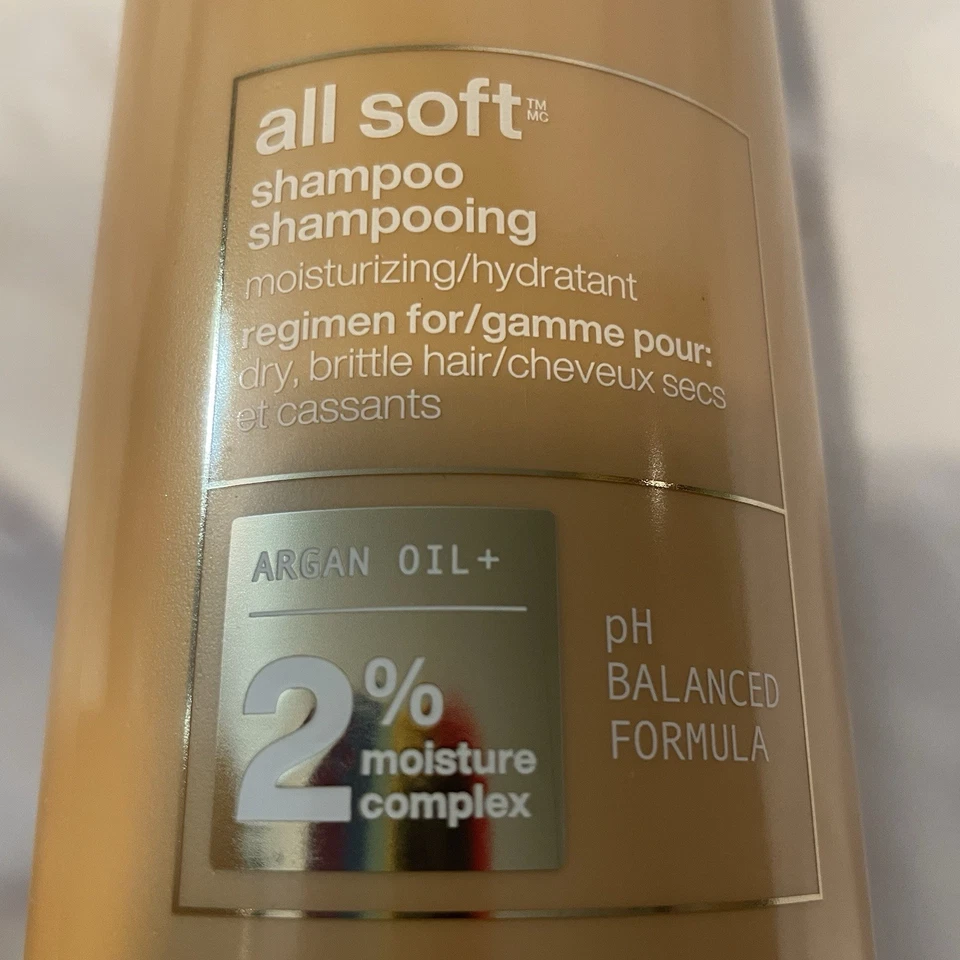 all soft™ MC
shampoo
shampooing
moisturizing/hydratant
regimen for/gamme pour:
dry, brittle hair/cheveux secs
et cassants
ARGAN OIL+
2%
moisture
complex
pH
BALANCED
FORMULA